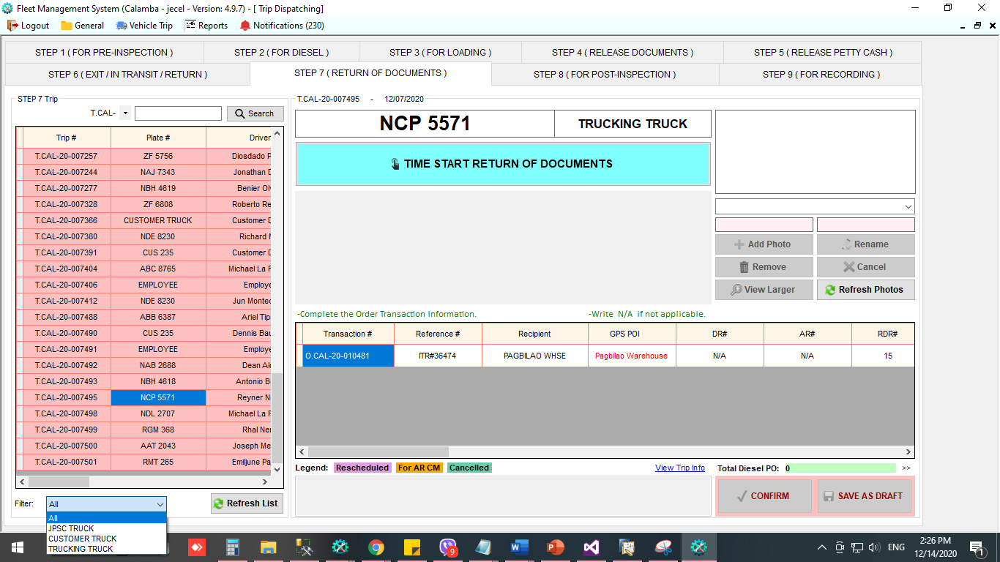 Fleet Management System (Calamba - jecel - Version: 4.9.7) - [ Trip Dispatching]
Logout General Vehicle Trip Reports Notifications (230)
STEP 1 ( FOR PRE-INSPECTION ) STEP 2 ( FOR DIESEL ) STEP 3 ( FOR LOADING ) STEP 4 ( RELEASE DOCUMENTS ) STEP 5 ( RELEASE PETTY CASH )
STEP 6 ( EXIT / IN TRANSIT / RETURN ) STEP 7 ( RETURN OF DOCUMENTS ) STEP 8 ( FOR POST-INSPECTION ) STEP 9 ( FOR RECORDING )
STEP 7 Trip
T.CAL- Search
Trip # Plate # Driver
T.CAL-20-007257 ZF 5756 Diosdado P
T.CAL-20-007244 NAJ 7343 Jonathan D
T.CAL-20-007277 NBH 4619 Benier Ol
T.CAL-20-007328 ZF 6808 Roberto Re
T.CAL-20-007366 CUSTOMER TRUCK Customer D
T.CAL-20-007380 NDE 8230 Richard
T.CAL-20-007391 CUS 235 Customer D
T.CAL-20-007404 ABC 8765 Michael La F
T.CAL-20-007406 EMPLOYEE Employe
T.CAL-20-007412 NDE 8230 Jun Montec
T.CAL-20-007488 ABB 6387 Ariel Tip
T.CAL-20-007490 CUS 235 Dennis Bau
T.CAL-20-007491 EMPLOYEE Employe
T.CAL-20-007492 NAB 2688 Dean Alc
T.CAL-20-007493 NBH 4618 Antonio B
T.CAL-20-007495 NCP 5571 Reyner N
T.CAL-20-007498 NDL 2707 Michael La F
T.CAL-20-007499 RGM 368 Rhal Ner
T.CAL-20-007500 AAT 2043 Joseph Me
T.CAL-20-007501 RMT 265 Emiljune Pa
Filter: All Refresh List
All
JPSC TRUCK
CUSTOMER TRUCK
TRUCKING TRUCK
T.CAL-20-007495 - 12/07/2020
NCP 5571 TRUCKING TRUCK
TIME START RETURN OF DOCUMENTS
Add Photo Rename
Remove Cancel
View Larger Refresh Photos
-Complete the Order Transaction Information. -Write N/A if not applicable.
Transaction # Reference # Recipient GPS POI DR# AR# RDR#
O.CAL-20-010481 ITR#36474 PAGBILAO WHSE Pagbilao Warehouse N/A N/A 15
Legend: Rescheduled For AR CM Cancelled View Trip Info Total Diesel PO: 0 >>
CONFIRM SAVE AS DRAFT
9 ENG 2:26 PM
12/14/2020 1